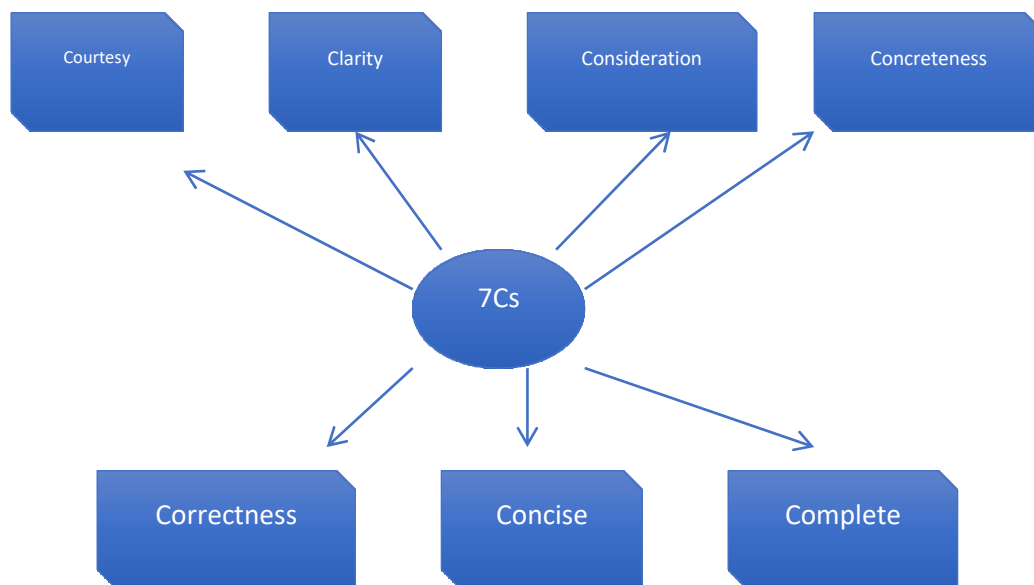 Courtesy
Clarity
Consideration
Concreteness
7Cs
Correctness
Concise
Complete